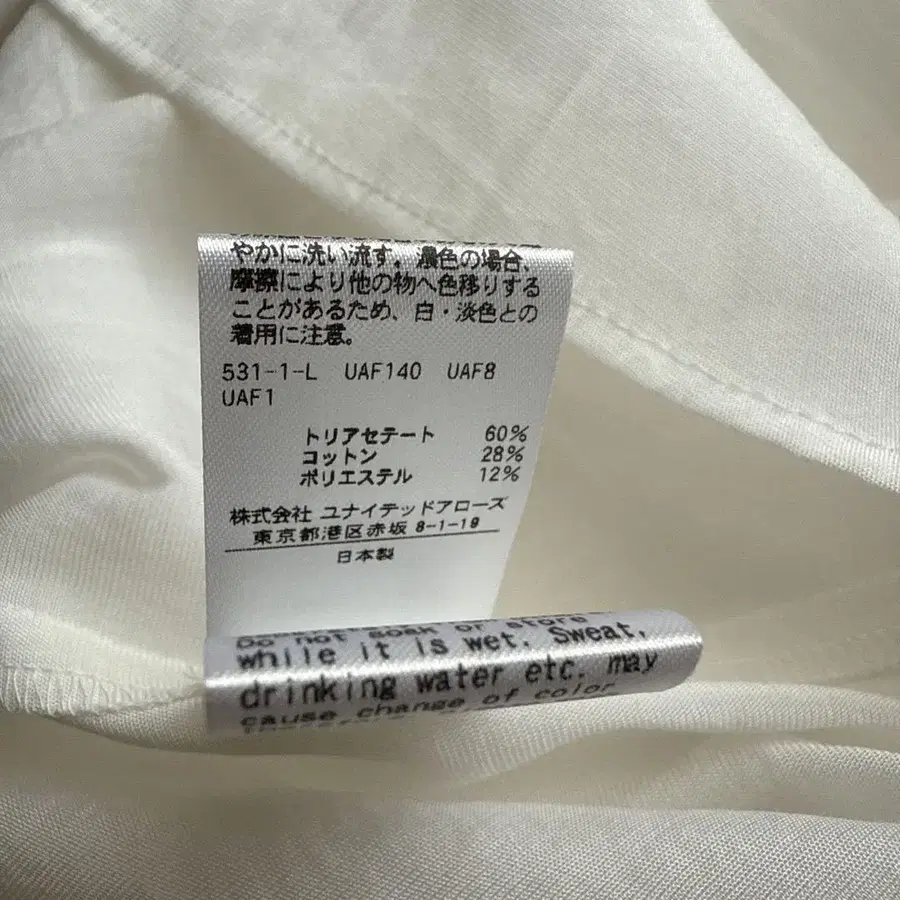 やかに洗い流す。濃色の場合、
摩擦により他の物へ色移りする
ことがあるため、白・淡色との
着用に注意。
531-1-L UAF140 UAF8
UAF1
トリアセテート 60%
コットン 28%
ポリエステル 12%
株式会社 ユナイテッドアローズ
東京都港区赤坂 8-1-19
日本製
Do not soak or store
while it is wet. Sweat,
drinking water etc. may
cause change of color